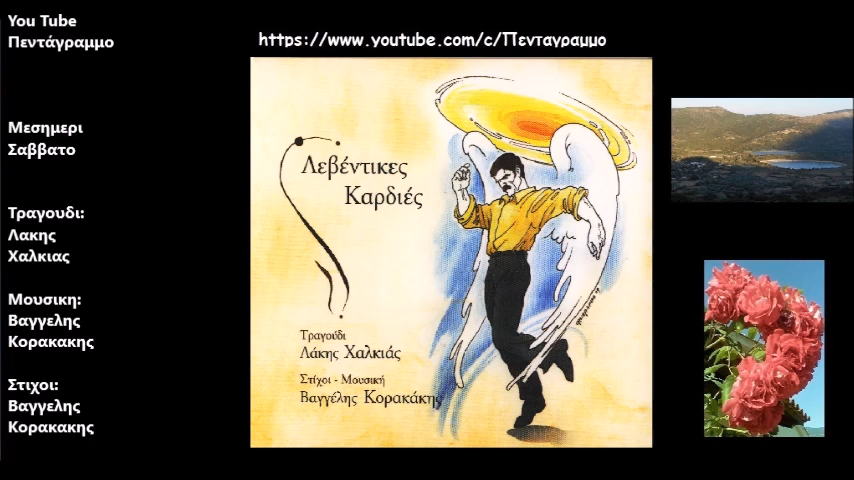 You Tube
Πεντάγραμμο
https://www.youtube.com/c/Πενταγραμμο
Μεσημερι
Σαββατο
Τραγουδι:
Λακης
Χαλκιας
Μουσικη:
Βαγγελης
Κορακακης
Στιχοι:
Βαγγελης
Κορακακης
Λεβέντικες
Καρδιές
Τραγούδι
Λάκης Χαλκιάς
Στίχοι - Μουσική
Βαγγέλης Κορακάκης